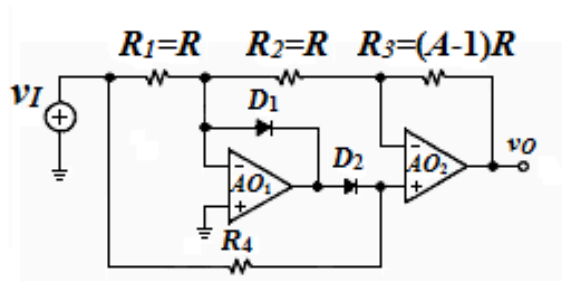 R1=R R2=R R3=(A-1)R
vI
D1
+
- AO1 +
D2
- AO2 +
vO
R4